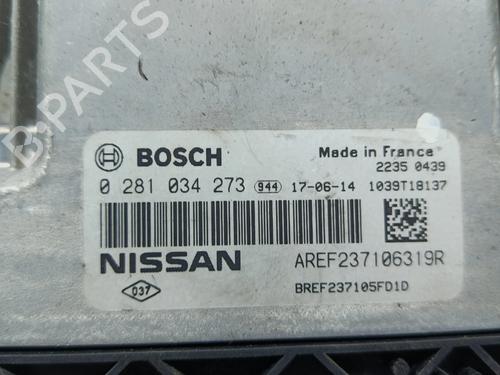 B-PARTS
BOSCH
Made in France
2235 0439
0 281 034 273 944 17-06-14 1039T18137
NISSAN
AREF237106319R
037
BREF237105FD1D